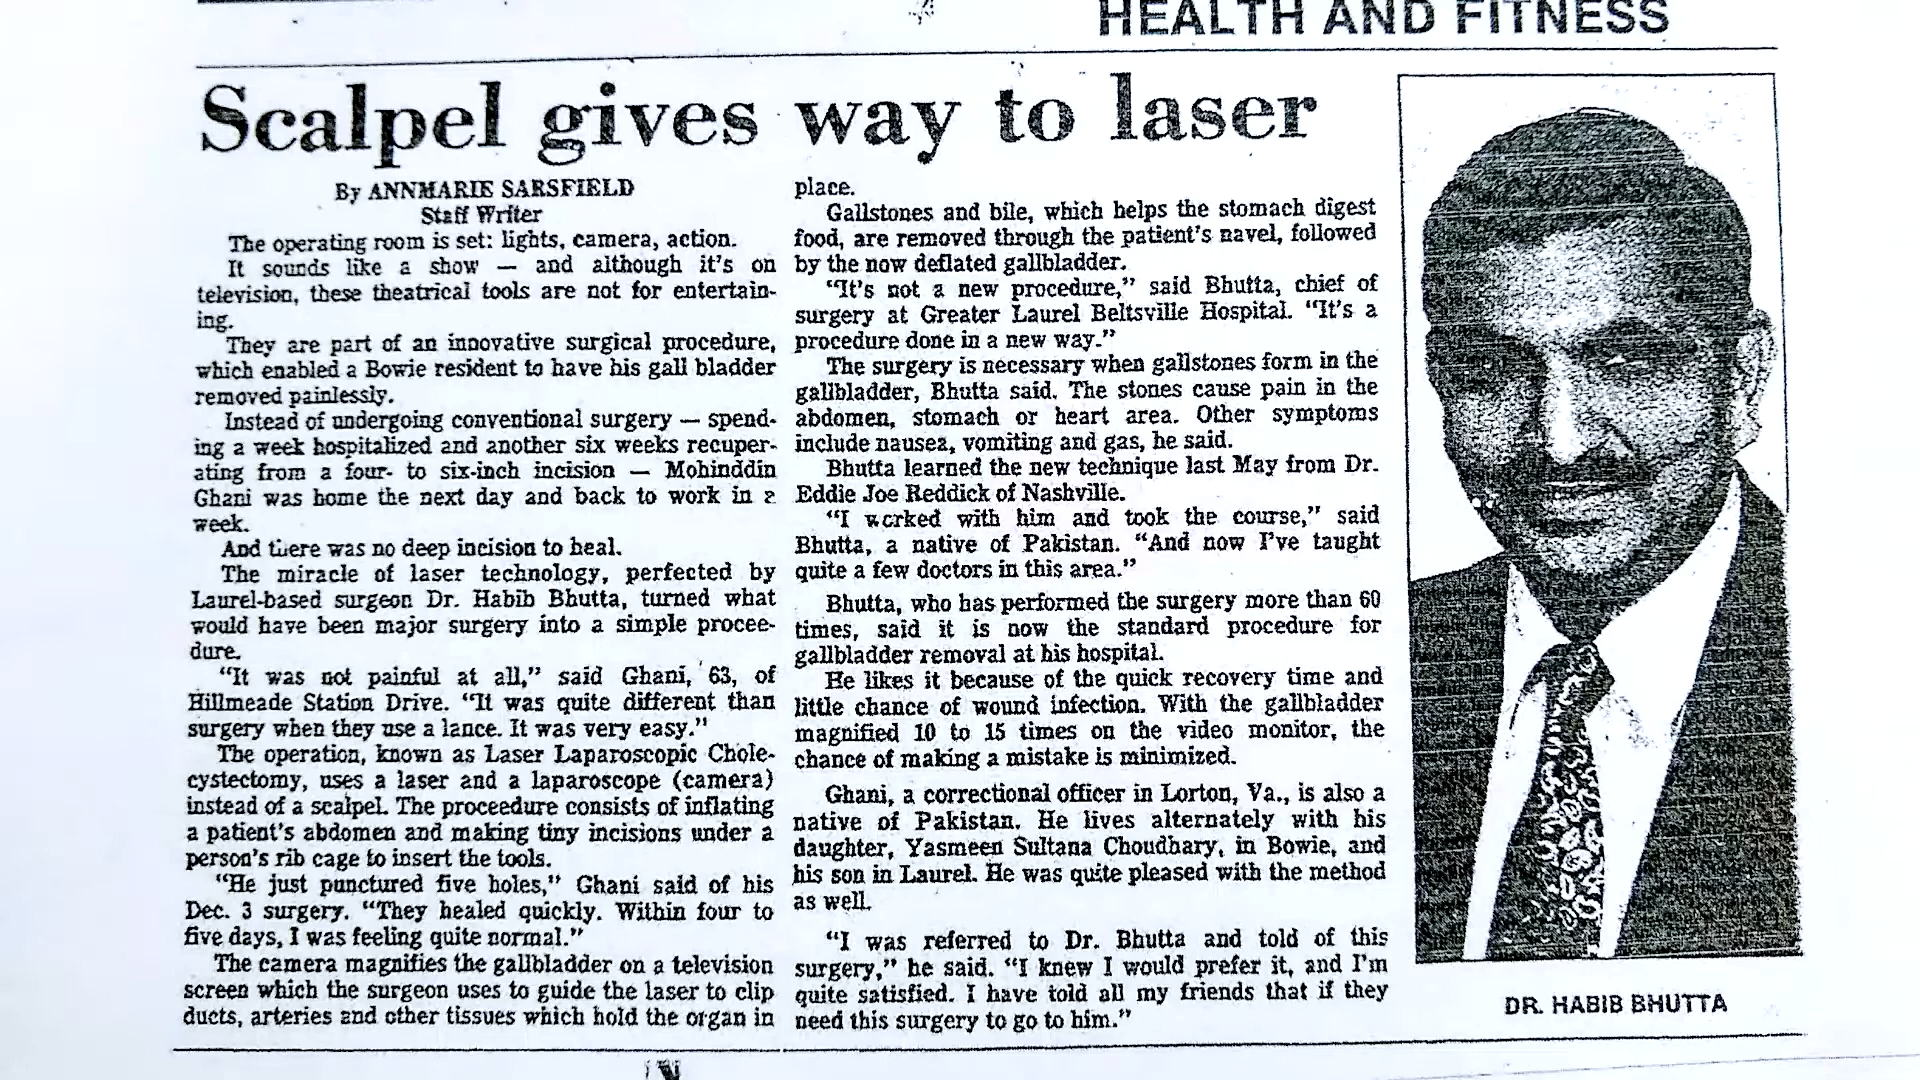 HEALTH AND FITNESS
Scalpel gives way to laser
By ANNMARIE SARSFIELD
Staff Writer
The operating room is set: lights, camera, action.
It sounds like a show — and although it's on
television, these theatrical tools are not for entertain-
ing.
They are part of an innovative surgical procedure,
which enabled a Bowie resident to have his gall bladder
removed painlessly.
Instead of undergoing conventional surgery — spend-
ing a week hospitalized and another six weeks recuper-
ating from a four- to six-inch incision — Mohinddin
Ghani was home the next day and back to work in a
week.
And there was no deep incision to heal.
The miracle of laser technology, perfected by
Laurel-based surgeon Dr. Habib Bhutta, turned what
would have been major surgery into a simple procee-
dure.
"It was not painful at all," said Ghani, 63, of
Hillmeade Station Drive. "It was quite different than
surgery when they use a lance. It was very easy."
The operation, known as Laser Laparoscopic Chole-
cystectomy, uses a laser and a laparoscope (camera)
instead of a scalpel. The proceedure consists of inflating
a patient's abdomen and making tiny incisions under a
person's rib cage to insert the tools.
"He just punctured five holes," Ghani said of his
Dec. 3 surgery. "They healed quickly. Within four to
five days, I was feeling quite normal."
The camera magnifies the gallbladder on a television
screen which the surgeon uses to guide the laser to clip
ducts, arteries and other tissues which hold the organ in
place.
Gallstones and bile, which helps the stomach digest
food, are removed through the patient's navel, followed
by the now deflated gallbladder.
"It's not a new procedure," said Bhutta, chief of
surgery at Greater Laurel Beltsville Hospital. "It's a
procedure done in a new way."
The surgery is necessary when gallstones form in the
gallbladder, Bhutta said. The stones cause pain in the
abdomen, stomach or heart area. Other symptoms
include nausea, vomiting and gas, he said.
Bhutta learned the new technique last May from Dr.
Eddie Joe Reddick of Nashville.
"I worked with him and took the course," said
Bhutta, a native of Pakistan. "And now I've taught
quite a few doctors in this area."
Bhutta, who has performed the surgery more than 60
times, said it is now the standard procedure for
gallbladder removal at his hospital.
He likes it because of the quick recovery time and
little chance of wound infection. With the gallbladder
magnified 10 to 15 times on the video monitor, the
chance of making a mistake is minimized.
Ghani, a correctional officer in Lorton, Va., is also a
native of Pakistan. He lives alternately with his
daughter, Yasmeen Sultana Choudhary, in Bowie, and
his son in Laurel. He was quite pleased with the method
as well.
"I was referred to Dr. Bhutta and told of this
surgery," he said. "I knew I would prefer it, and I'm
quite satisfied. I have told all my friends that if they
need this surgery to go to him."
DR. HABIB BHUTTA